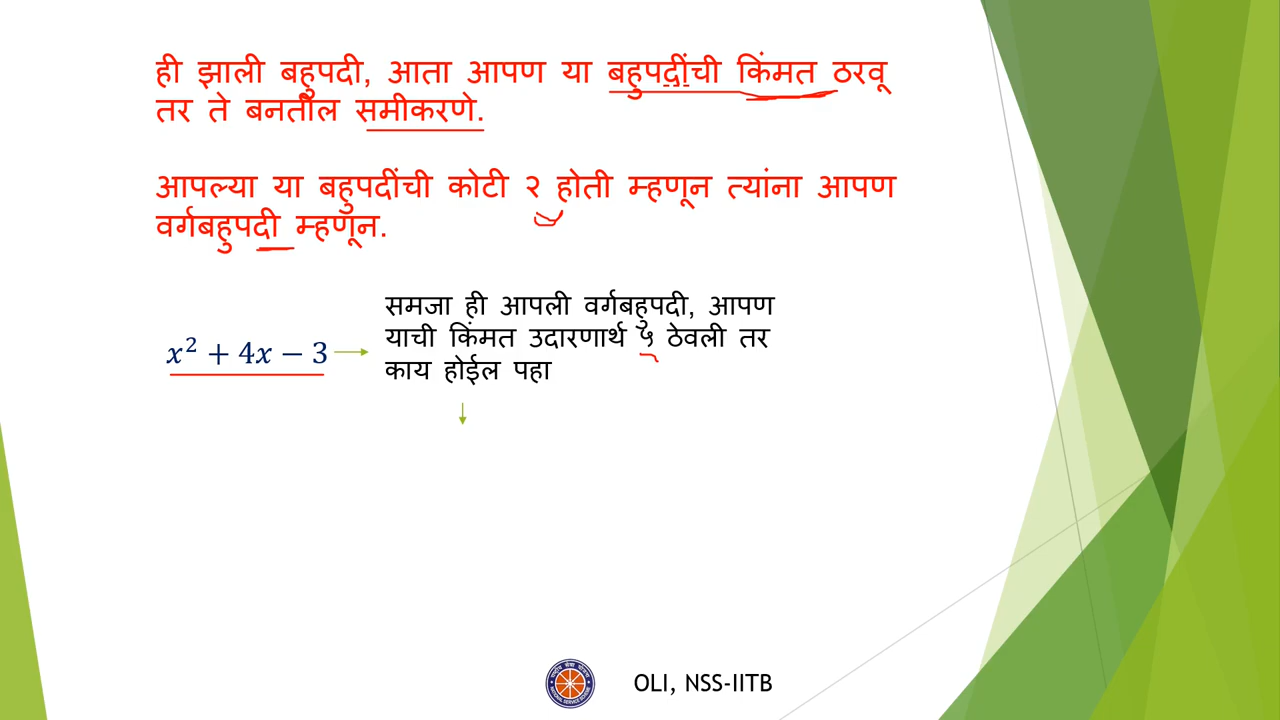 ही झाली बहुपदी, आता आपण या बहुपदींची किंमत ठरवू
तर ते बनतील समीकरणे.
आपल्या या बहुपदींची कोटी २ होती म्हणून त्यांना आपण
वर्गबहुपदी म्हणून.
समजा ही आपली वर्गबहुपदी, आपण
याची किंमत उदारणार्थ ५ ठेवली तर
काय होईल पहा
x² + 4x − 3
OLI, NSS-IITB